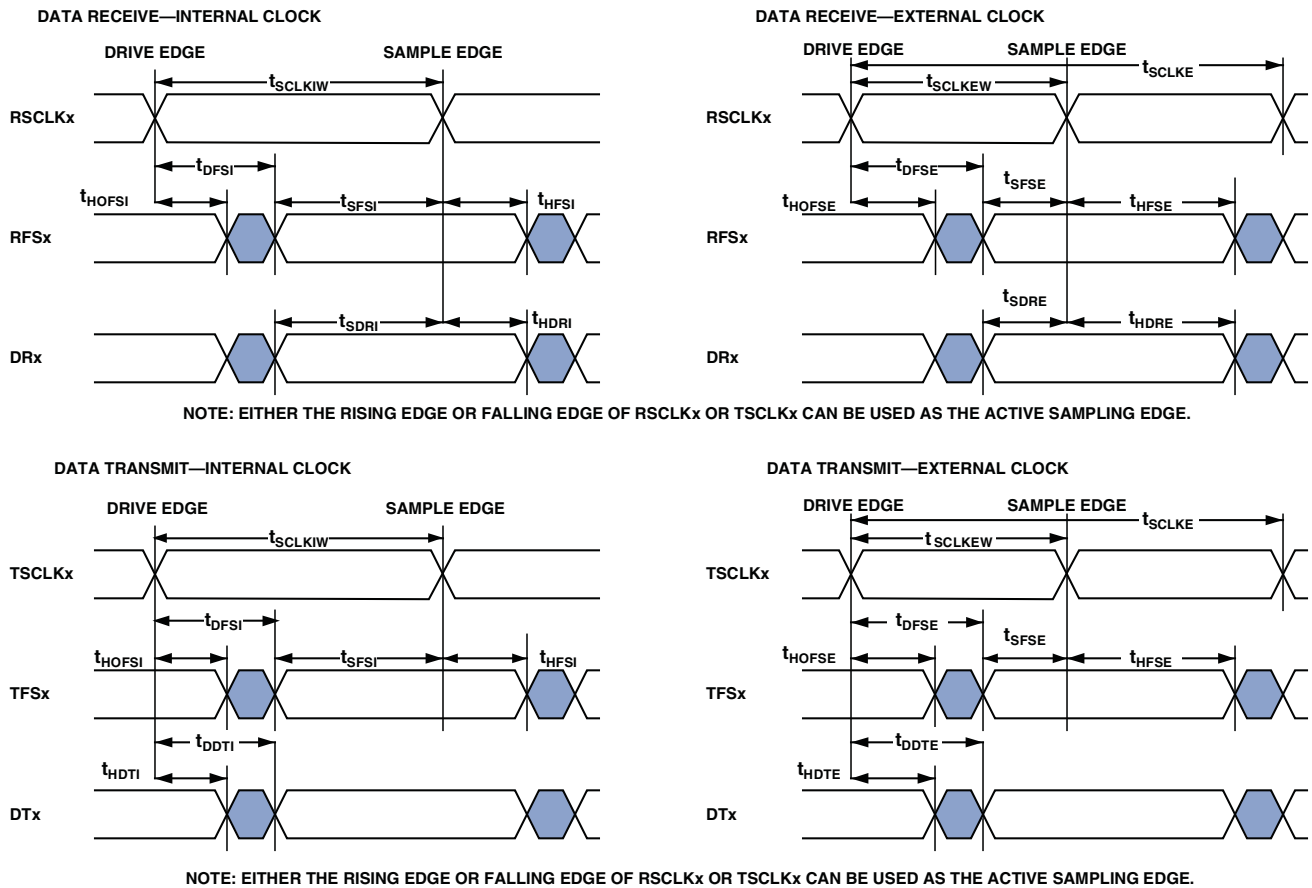 DATA RECEIVE—INTERNAL CLOCK
DRIVE EDGE
SAMPLE EDGE
tSCLKIW
RSCLKx
tDFSI
tHOFSI
tSFSI
tHFSI
RFSx
tSDRI
tHDRI
DRx
DATA RECEIVE—EXTERNAL CLOCK
DRIVE EDGE
SAMPLE EDGE
tSCLKE
tSCLKEW
RSCLKx
tDFSE
tSFSE
tHOFSE
tHFSE
RFSx
tSDRE
tHDRE
DRx
NOTE: EITHER THE RISING EDGE OR FALLING EDGE OF RSCLKx OR TSCLKx CAN BE USED AS THE ACTIVE SAMPLING EDGE.
DATA TRANSMIT—INTERNAL CLOCK
DRIVE EDGE
SAMPLE EDGE
tSCLKIW
TSCLKx
tDFSI
tHOFSI
tSFSI
tHFSI
TFSx
tDDTI
tHDTI
DTx
DATA TRANSMIT—EXTERNAL CLOCK
DRIVE EDGE
SAMPLE EDGE
tSCLKE
tSCLKEW
TSCLKx
tDFSE
tSFSE
tHOFSE
tHFSE
TFSx
tDDTE
tHDTE
DTx
NOTE: EITHER THE RISING EDGE OR FALLING EDGE OF RSCLKx OR TSCLKx CAN BE USED AS THE ACTIVE SAMPLING EDGE.